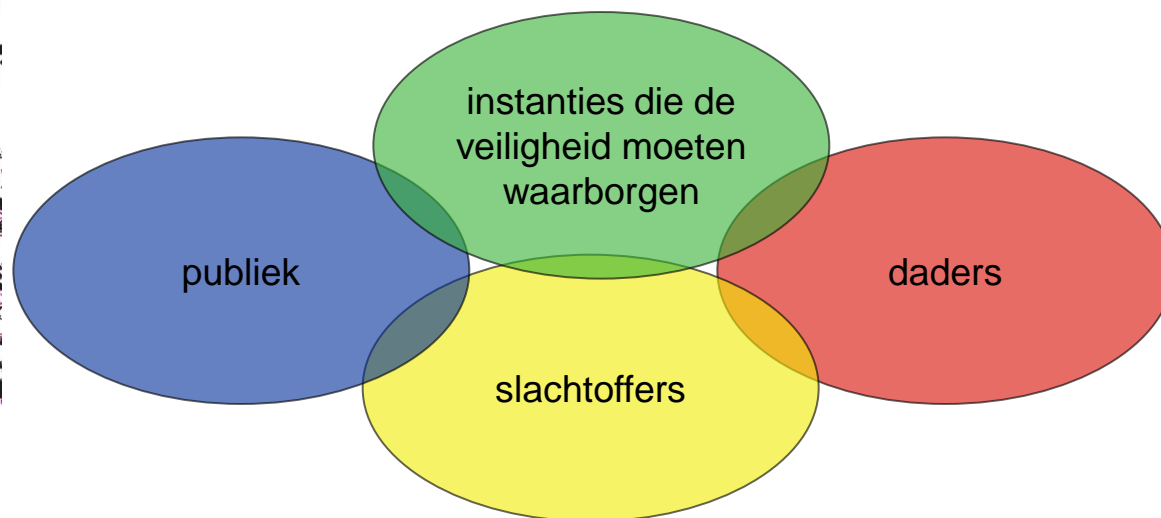 instanties die de
veiligheid moeten
waarborgen
publiek
daders
slachtoffers